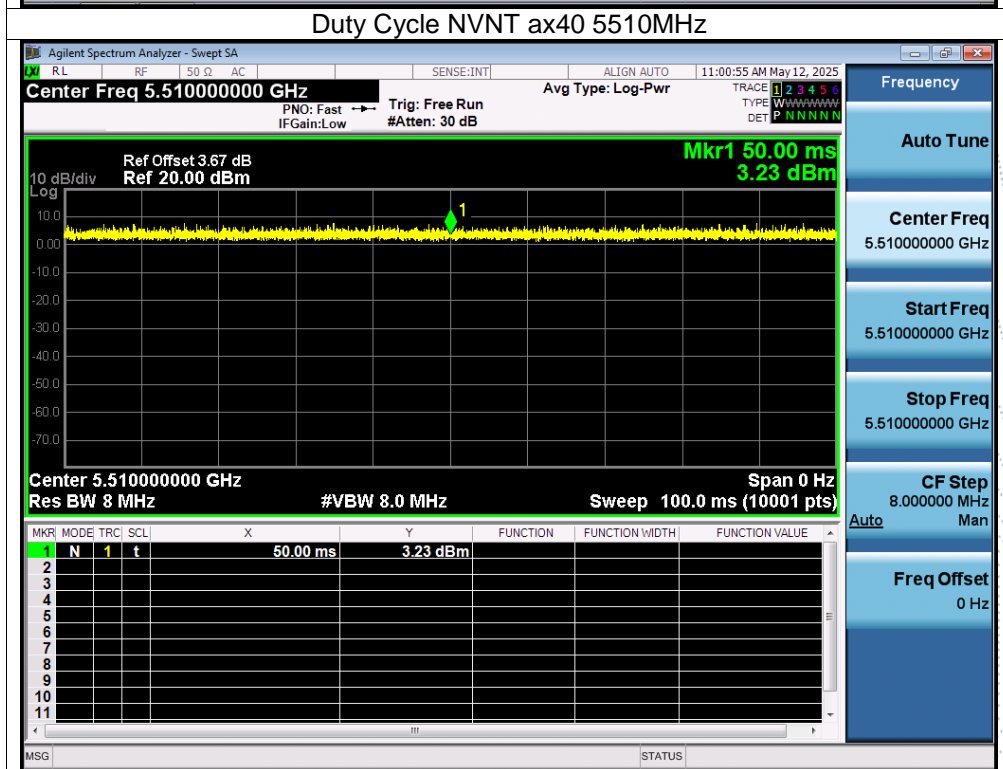 Duty Cycle NVNT ax40 5510MHz
Agilent Spectrum Analyzer - Swept SA
LXI RL RF 50 Ω AC SENSE:INT ALIGN AUTO 11:00:55 AM May 12, 2025
Center Freq 5.510000000 GHz
PNO: Fast
IFGain:Low
Trig: Free Run
#Atten: 30 dB
Avg Type: Log-Pwr
TRACE 1 2 3 4 5 6
TYPE WWWWWWW
DET P N N N N N
Frequency
Auto Tune
Center Freq
5.510000000 GHz
Start Freq
5.510000000 GHz
Stop Freq
5.510000000 GHz
CF Step
8.000000 MHz
Auto Man
Freq Offset
0 Hz
Mkr1 50.00 ms
3.23 dBm
Ref Offset 3.67 dB
10 dB/div Ref 20.00 dBm
Log
1
10.0
0.00
-10.0
-20.0
-30.0
-40.0
-50.0
-60.0
-70.0
Center 5.510000000 GHz Span 0 Hz
Res BW 8 MHz #VBW 8.0 MHz Sweep 100.0 ms (10001 pts)
MKR MODE TRC SCL X Y FUNCTION FUNCTION WIDTH FUNCTION VALUE
1 N 1 t 50.00 ms 3.23 dBm
2
3
4
5
6
7
8
9
10
11
MSG STATUS